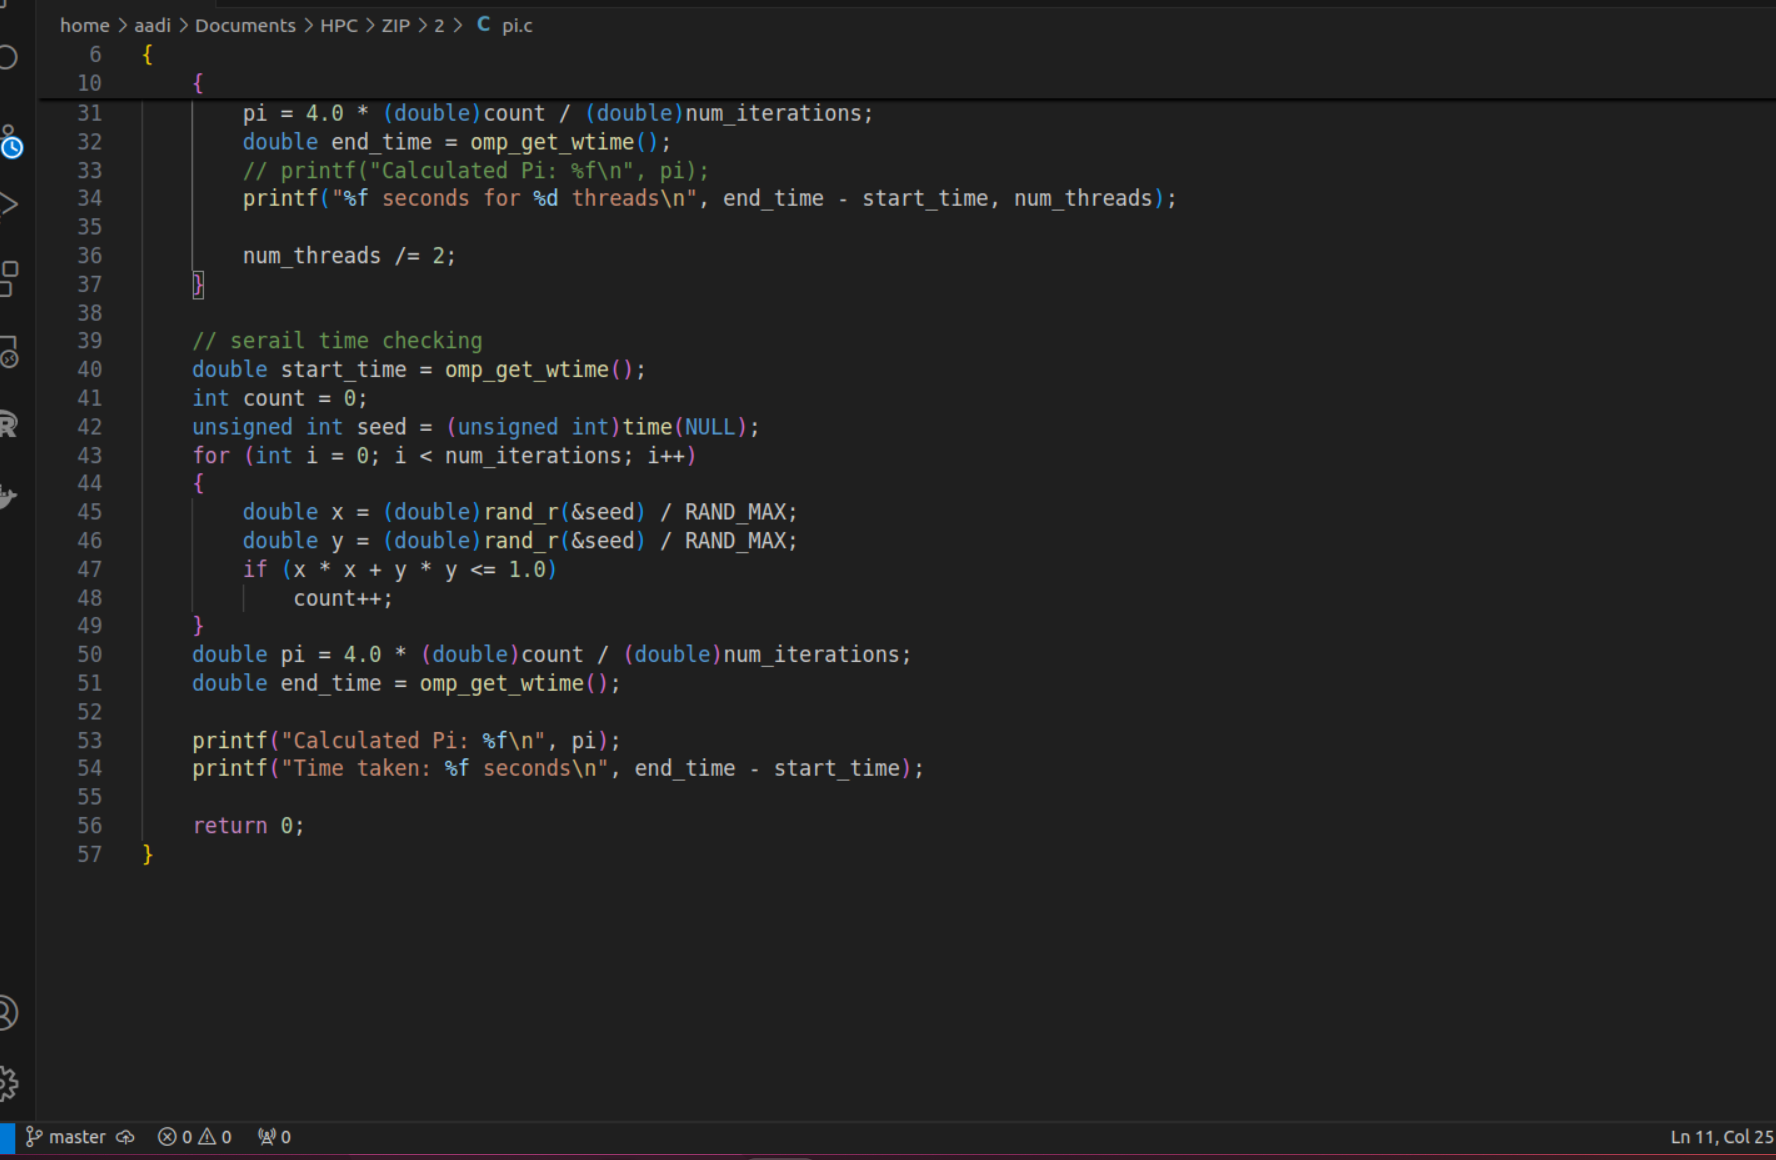 home > aadi > Documents > HPC > ZIP > 2 > C pi.c
6 {
10 {
31 pi = 4.0 * (double)count / (double)num_iterations;
32 double end_time = omp_get_wtime();
33 // printf("Calculated Pi: %f\n", pi);
34 printf("%f seconds for %d threads\n", end_time - start_time, num_threads);
35
36 num_threads /= 2;
37 }
38
39 // serail time checking
40 double start_time = omp_get_wtime();
41 int count = 0;
42 unsigned int seed = (unsigned int)time(NULL);
43 for (int i = 0; i < num_iterations; i++)
44 {
45 double x = (double)rand_r(&seed) / RAND_MAX;
46 double y = (double)rand_r(&seed) / RAND_MAX;
47 if (x * x + y * y <= 1.0)
48 count++;
49 }
50 double pi = 4.0 * (double)count / (double)num_iterations;
51 double end_time = omp_get_wtime();
52
53 printf("Calculated Pi: %f\n", pi);
54 printf("Time taken: %f seconds\n", end_time - start_time);
55
56 return 0;
57 }
master 0 0 0 Ln 11, Col 25